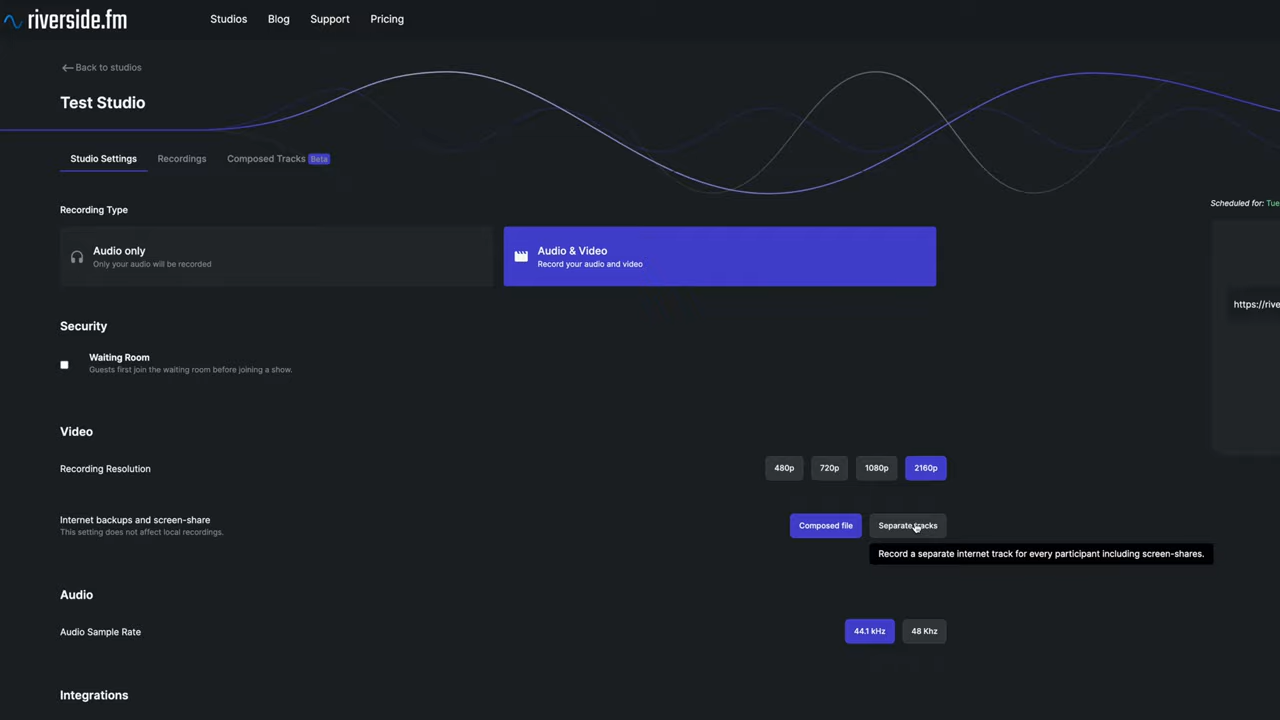 riverside.fm
Studios Blog Support Pricing
Back to studios
Test Studio
Studio Settings Recordings Composed Tracks Beta
Scheduled for: Tue
Recording Type
Audio only
Only your audio will be recorded
Audio & Video
Record your audio and video
https://rive
Security
Waiting Room
Guests first join the waiting room before joining a show.
Video
Recording Resolution 480p 720p 1080p 2160p
Internet backups and screen-share
This setting does not affect local recordings.
Composed file Separate tracks
Record a separate internet track for every participant including screen-shares.
Audio
Audio Sample Rate 44.1 kHz 48 Khz
Integrations